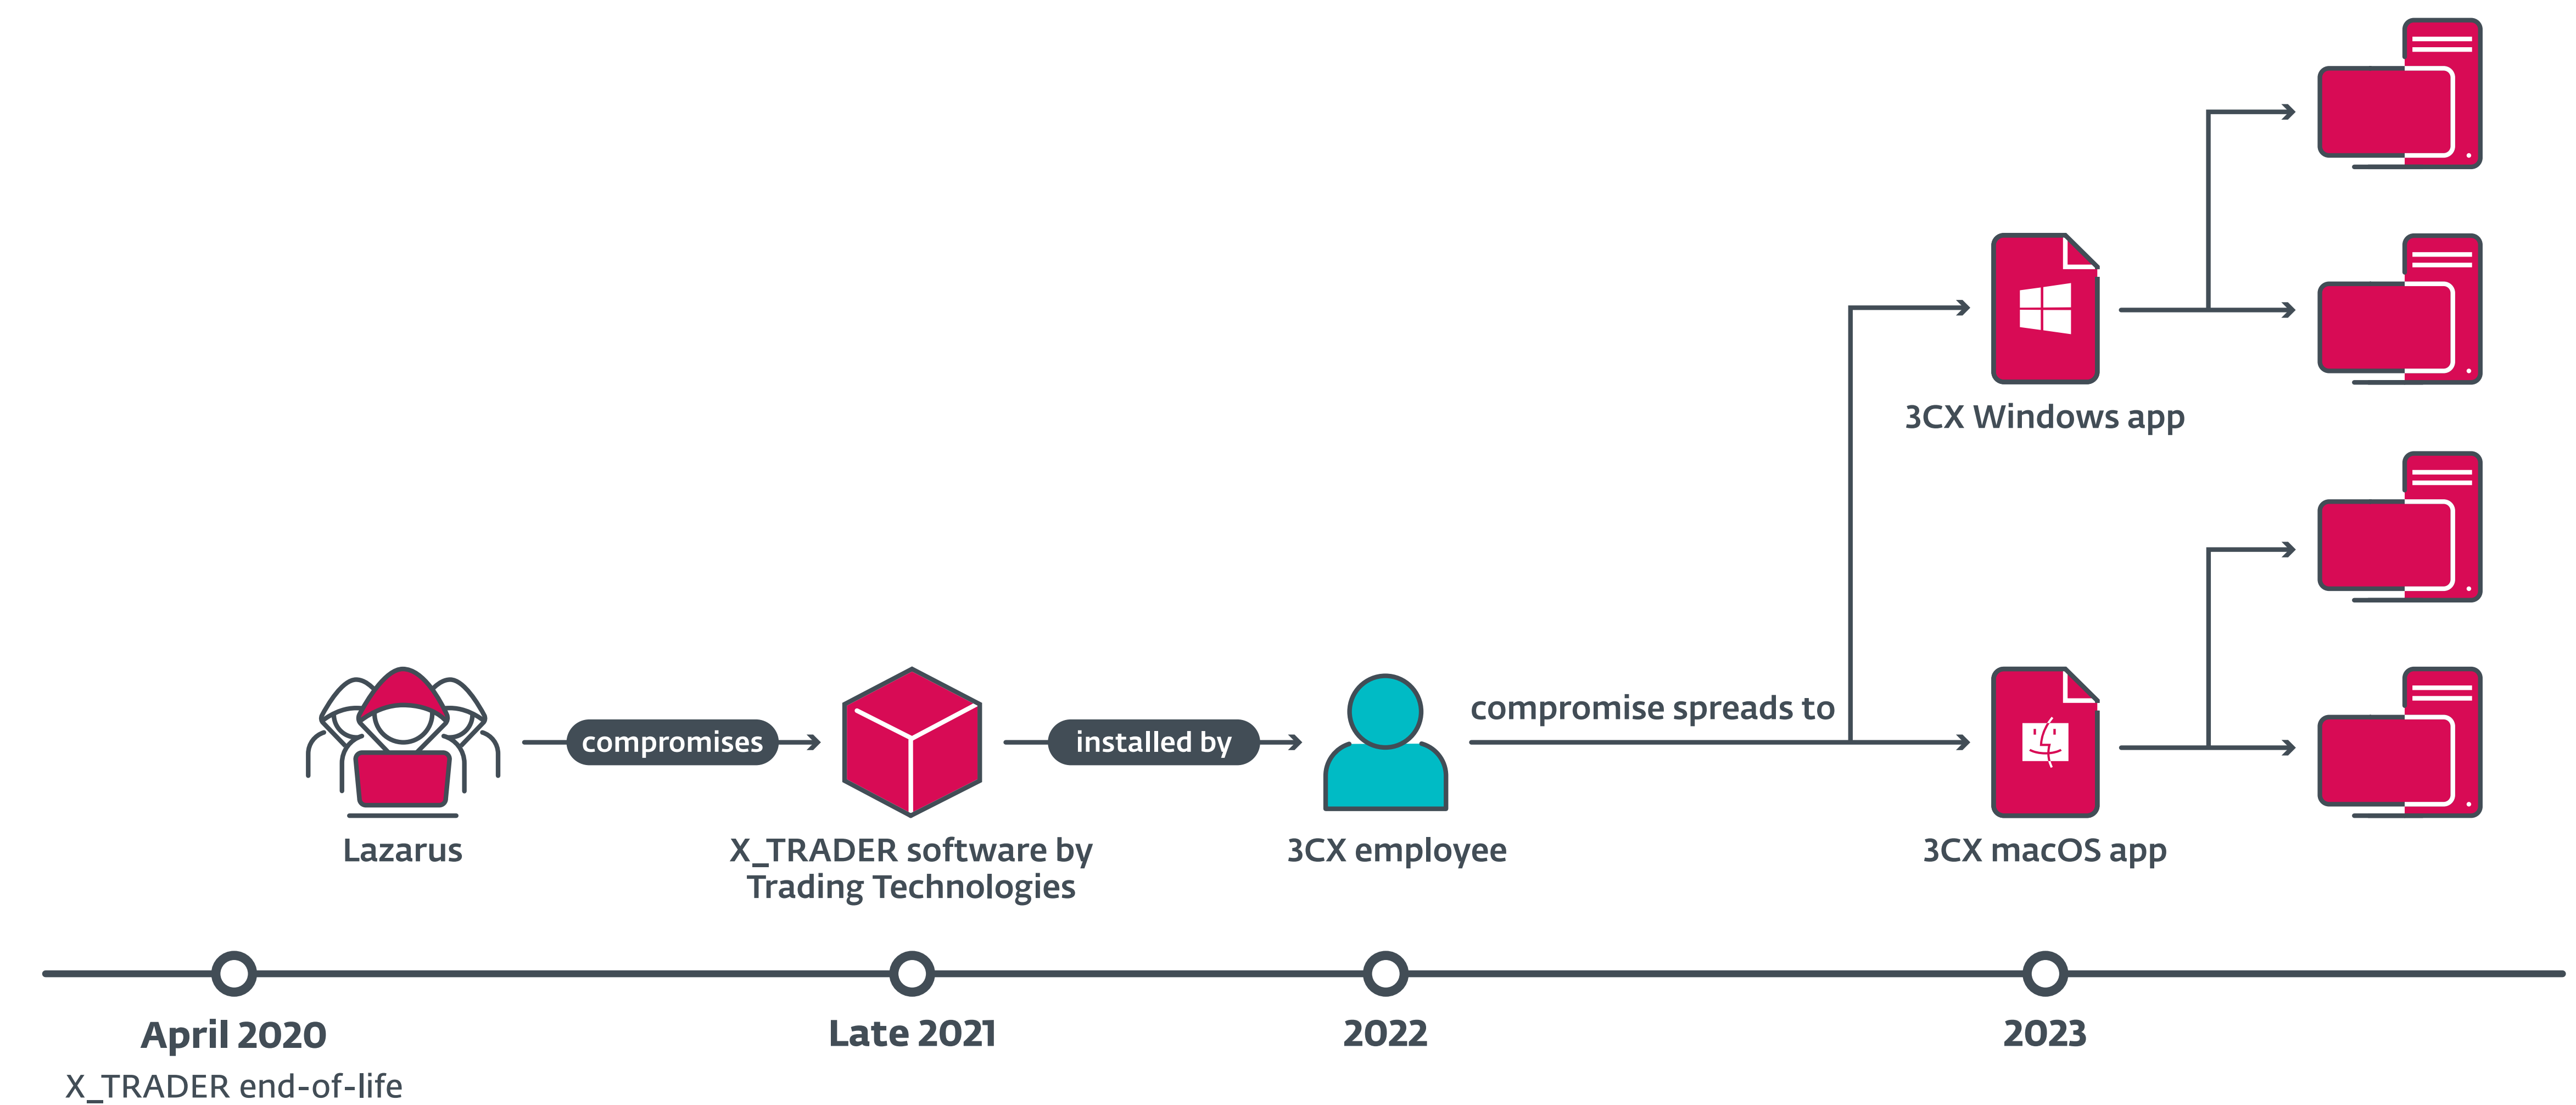 3CX Windows app
compromise spreads to
compromises
installed by
Lazarus
X_TRADER software by
Trading Technologies
3CX employee
3CX macOS app
April 2020
X_TRADER end-of-life
Late 2021
2022
2023